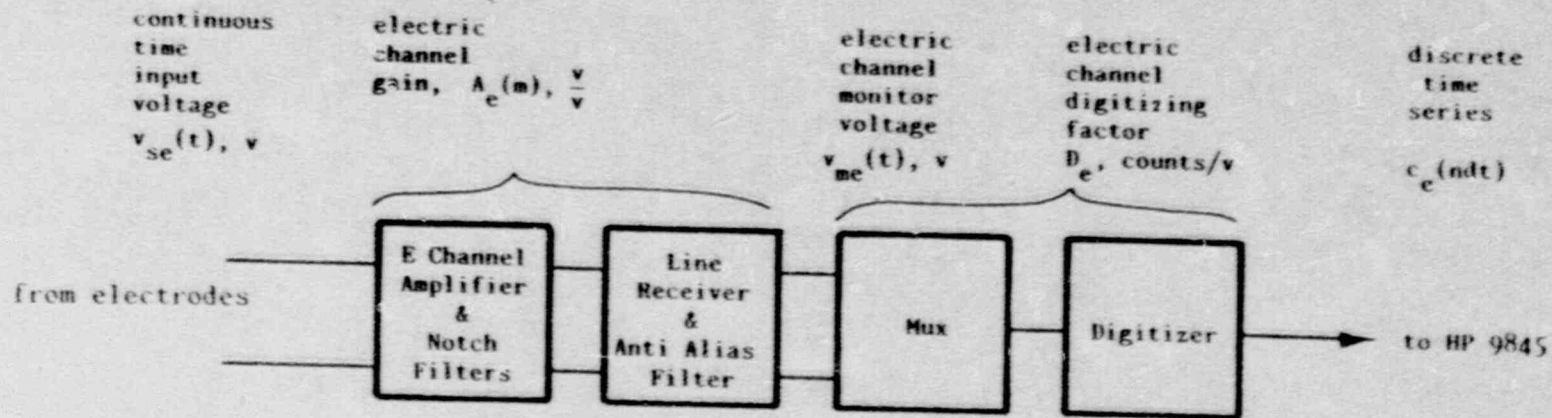 continuous
time
input
voltage
v_se(t), v
electric
channel
gain, A_e(m), v/v
electric
channel
monitor
voltage
v_me(t), v
electric
channel
digitizing
factor
D_e, counts/v
discrete
time
series
c_e(ndt)
from electrodes
E Channel
Amplifier
&
Notch
Filters
Line
Receiver
&
Anti Alias
Filter
Mux
Digitizer
to HP 9845